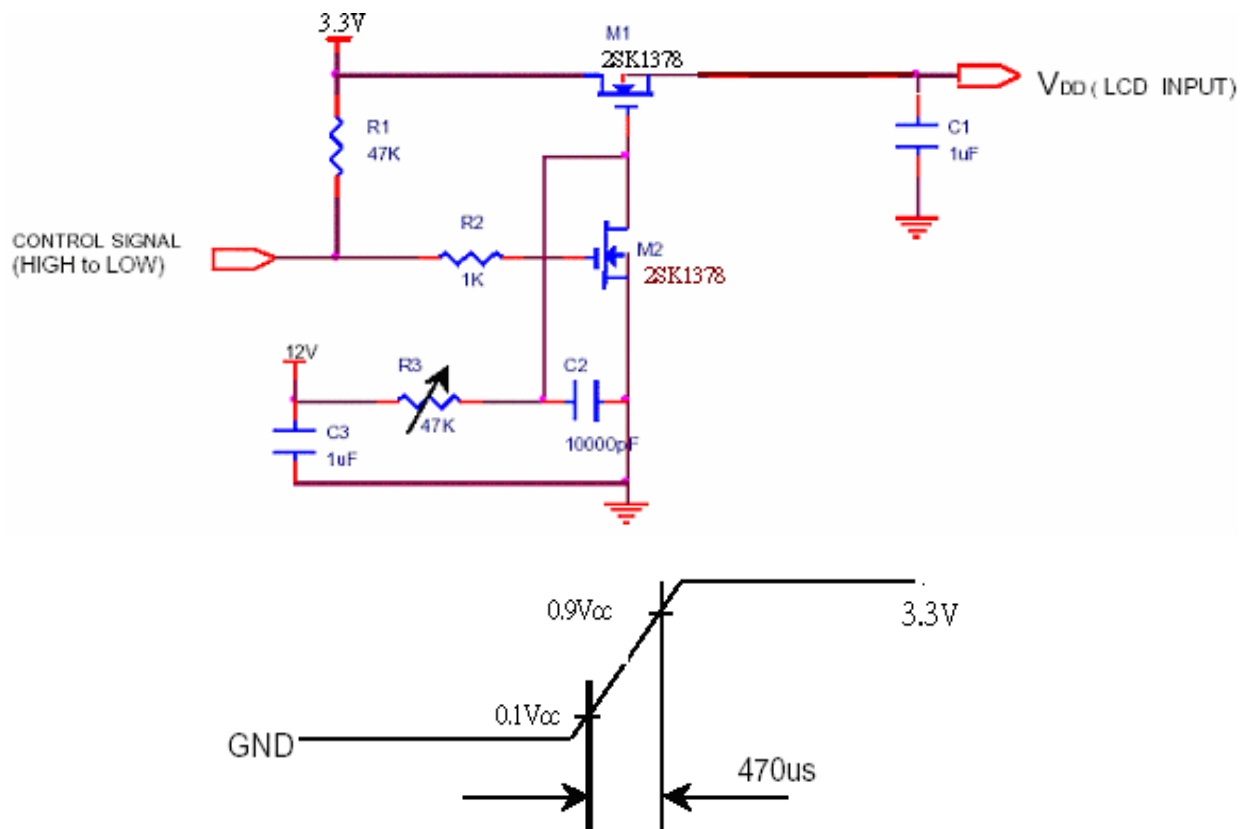 3.3V
M1
2SK1378
VDD ( LCD INPUT)
R1
47K
C1
1uF
CONTROL SIGNAL
(HIGH to LOW)
R2
1K
M2
2SK1378
12V
R3
47K
C2
10000pF
C3
1uF
0.9Vcc
3.3V
0.1Vcc
GND
470us